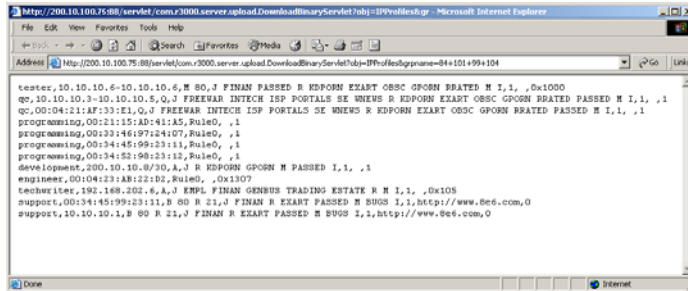 http://200.10.100.75:88/servlet/com.r3000.server.upload.DownloadBinaryServlet?obj=IPProfiles&gr - Microsoft Internet Explorer
File Edit View Favorites Tools Help
Back Search Favorites Media
Address http://200.10.100.75:88/servlet/com.r3000.server.upload.DownloadBinaryServlet?obj=IPProfiles&grpname=84+101+99+104 Go Links
tester,10.10.10.6-10.10.10.6,M 80,J FINAN PASSED R KDPORN EXART OBSC GPORN RRATED M I,1, ,0x1000
qe,10.10.10.3-10.10.10.5,Q,J FREEWAR INTECH ISP PORTALS SE WNEWS R KDPORN EXART OBSC GPORN RRATED PASSED M I,1, ,1
qc,00:04:21:AF:33:E1,Q,J FREEWAR INTECH ISP PORTALS SE WNEWS R KDPORN EXART OBSC GPORN RRATED PASSED M I,1, ,1
programming,00:21:15:AD:41:A5,Rule0, ,1
programming,00:33:46:97:24:07,Rule0, ,1
programming,00:34:45:99:23:11,Rule0, ,1
programming,00:34:52:98:23:12,Rule0, ,1
development,200.10.10.8/30,A,J R KDPORN GPORN M PASSED I,1, ,1
engineer,00:04:23:AB:22:D2,Rule0, ,0x1307
techwriter,192.168.202.6,A,J EMPL FINAN GENBUS TRADING ESTATE R M I,1, ,0x105
support,00:34:45:99:23:11,B 80 R 21,J FINAN R EXART PASSED M BUGS I,1,http://www.8e6.com,0
support,10.10.10.1,B 80 R 21,J FINAN R EXART PASSED M BUGS I,1,http://www.8e6.com,0
Done Internet